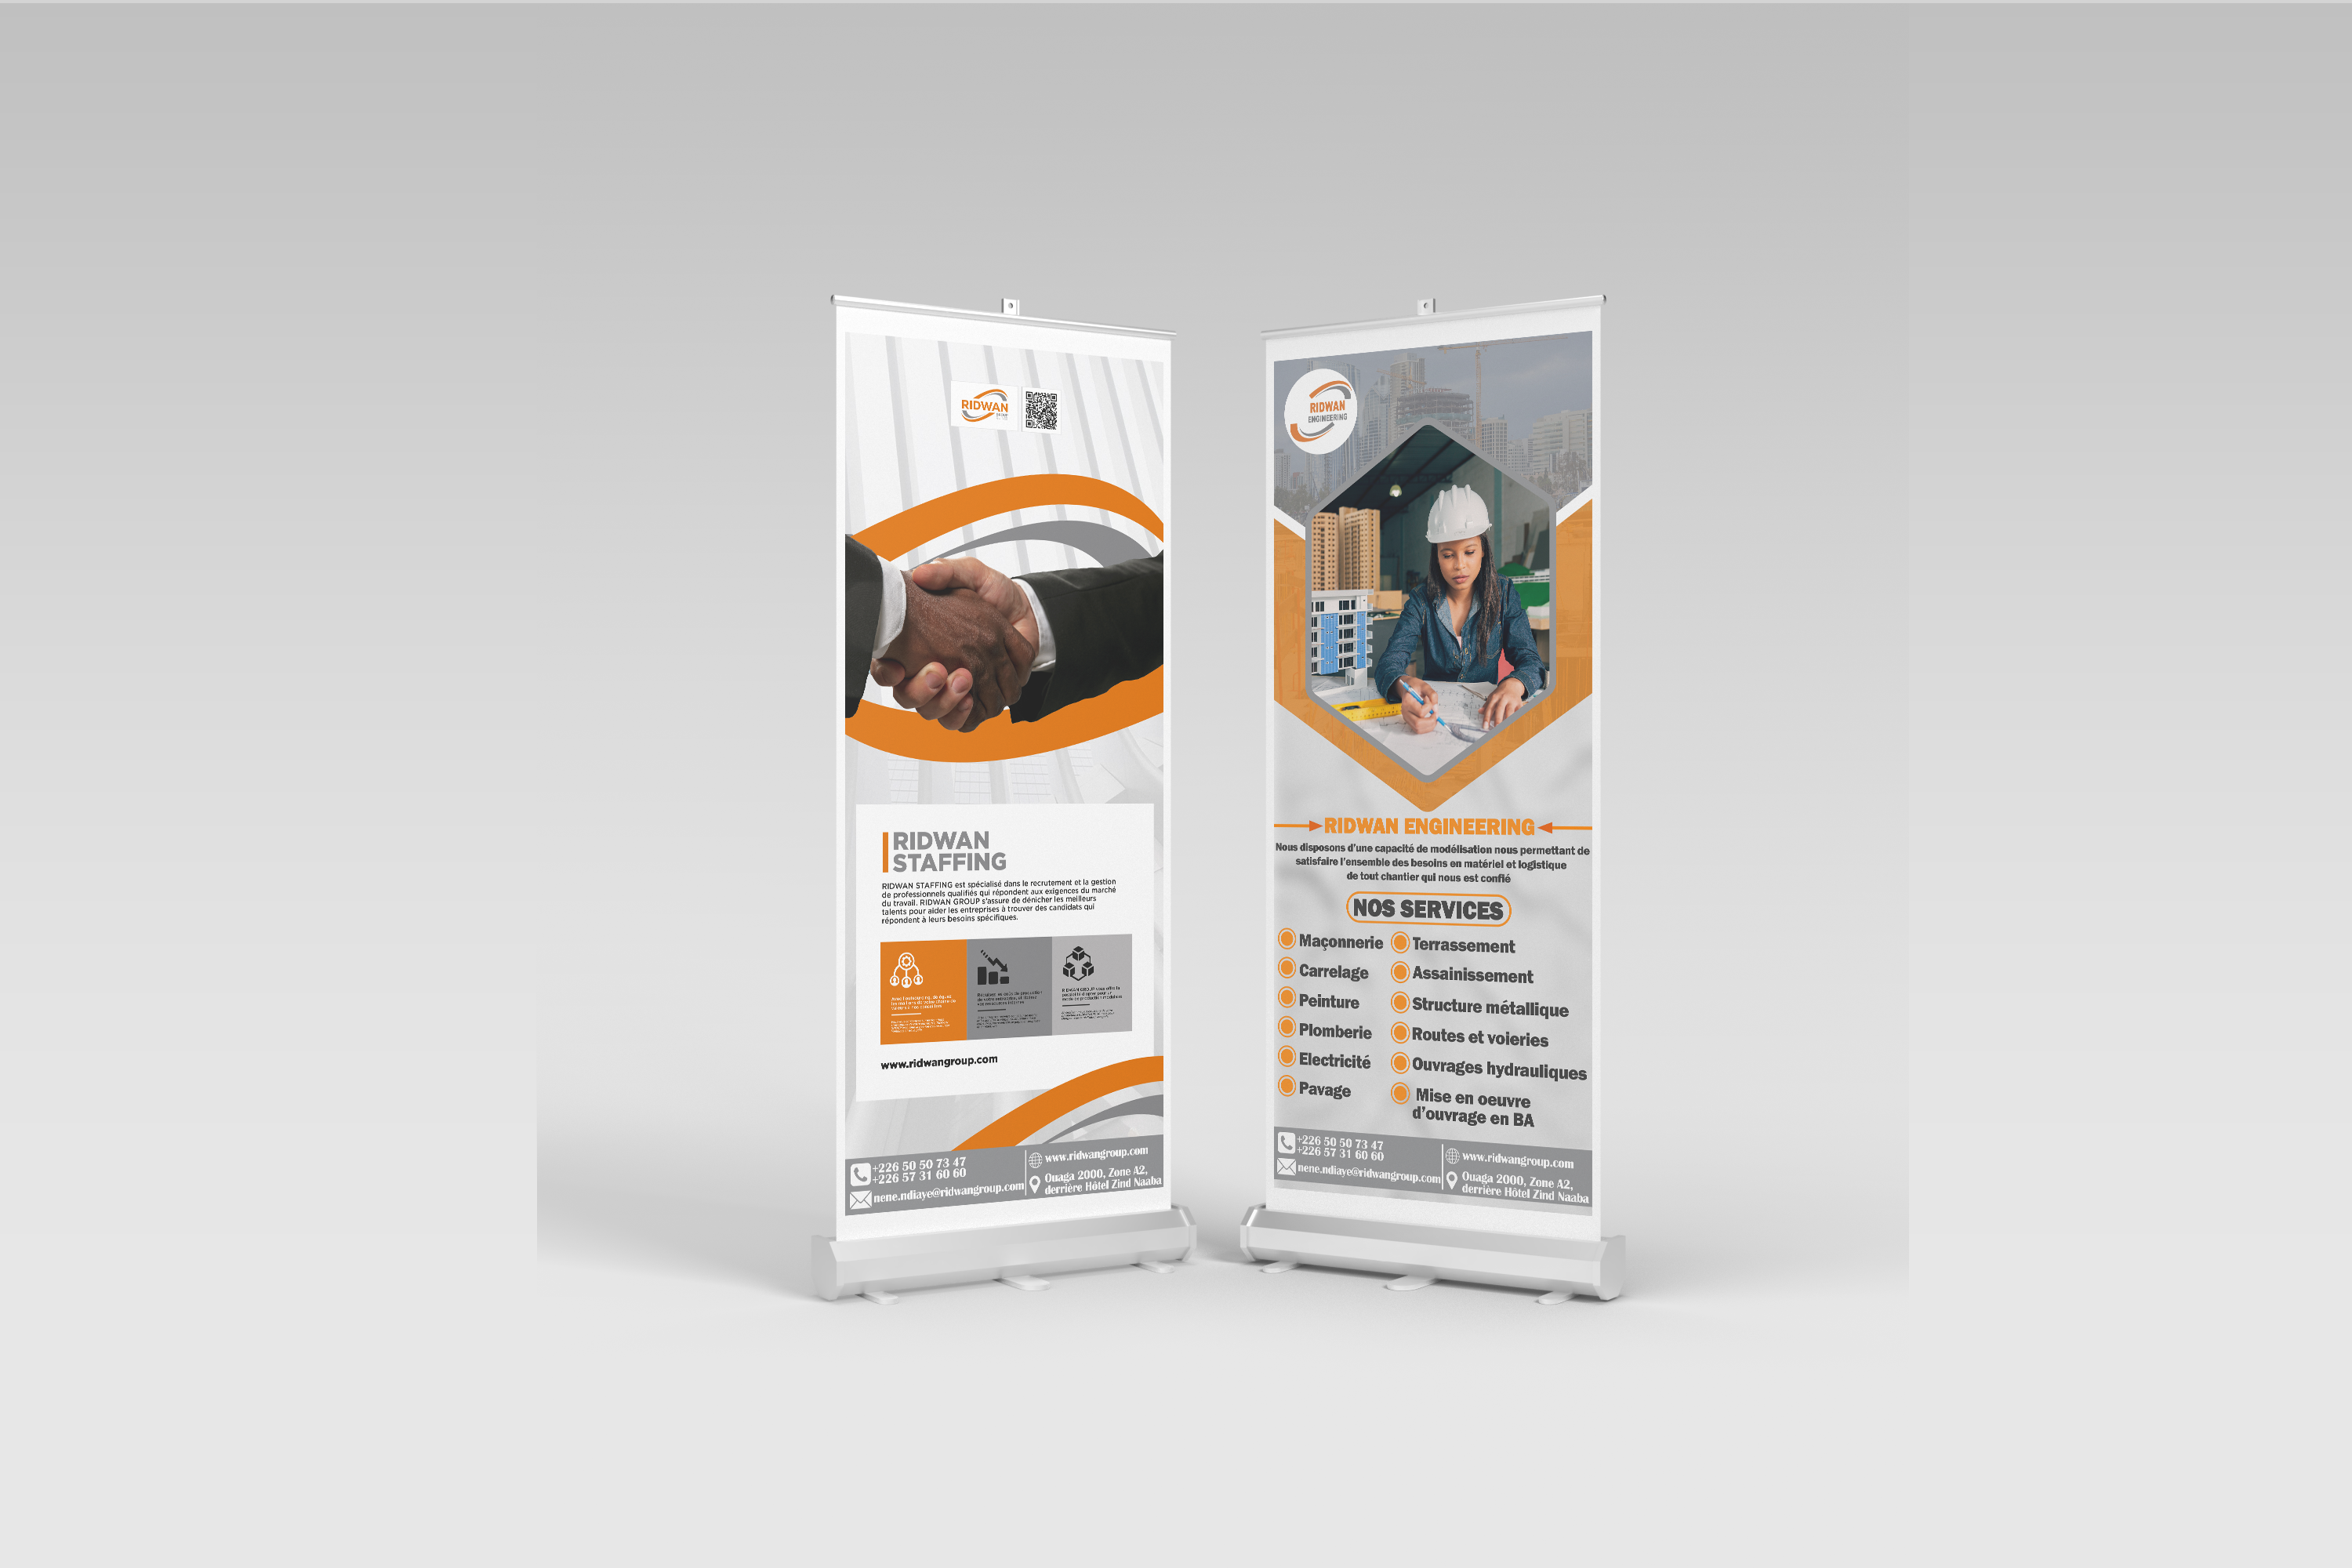 RIDWAN
RIDWAN
STAFFING
RIDWAN STAFFING est spécialisé dans le recrutement et la gestion
de professionnels qualifiés qui répondent aux exigences du marché
du travail. RIDWAN GROUP s'assure de dénicher les meilleurs
talents pour aider les entreprises à trouver des candidats qui
répondent à leurs besoins spécifiques.
www.ridwangroup.com
+226 50 50 73 47
+226 57 31 60 60
nene.ndiaye@ridwangroup.com
www.ridwangroup.com
Ouaga 2000, Zone A2,
derrière Hôtel Zind Naaba
RIDWAN
ENGINEERING
RIDWAN ENGINEERING
Nous disposons d'une capacité de modélisation nous permettant de
satisfaire l'ensemble des besoins en matériel et logistique
de tout chantier qui nous est confié
NOS SERVICES
Maçonnerie
Carrelage
Peinture
Plomberie
Electricité
Pavage
Terrassement
Assainissement
Structure métallique
Routes et voieries
Ouvrages hydrauliques
Mise en oeuvre
d'ouvrage en BA
+226 50 50 73 47
+226 57 31 60 60
nene.ndiaye@ridwangroup.com
www.ridwangroup.com
Ouaga 2000, Zone A2,
derrière Hôtel Zind Naaba